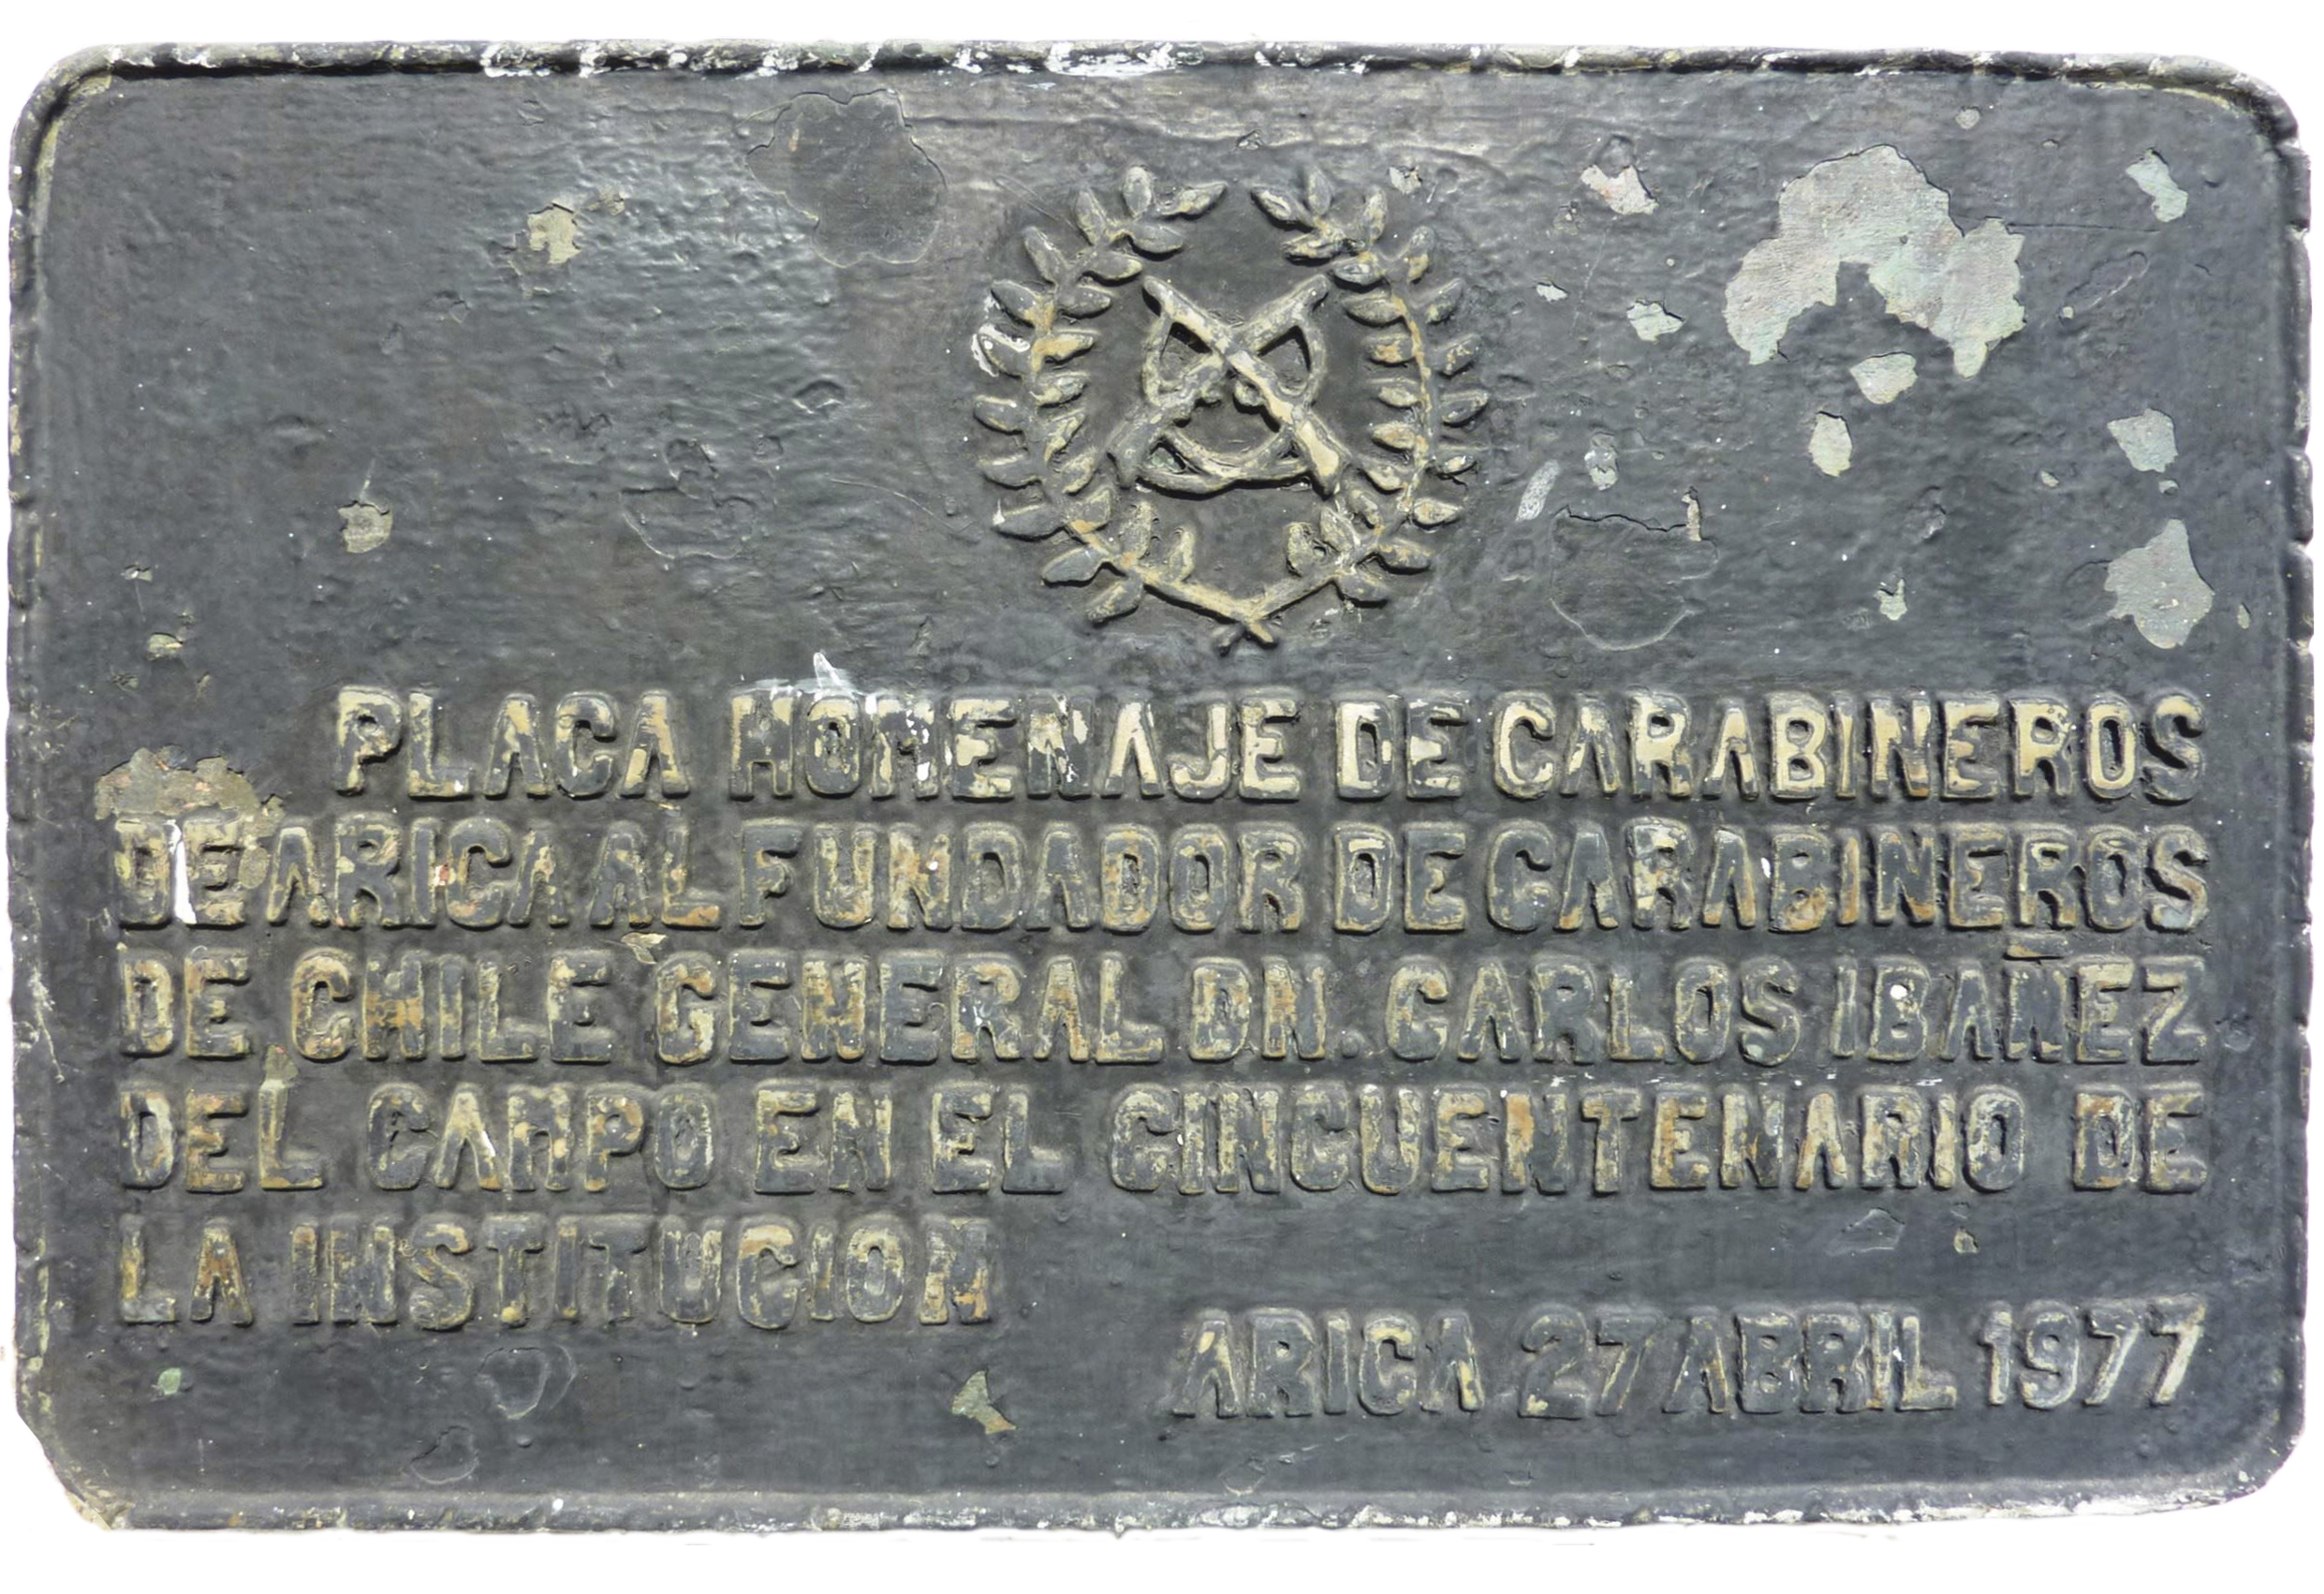 PLACA HOMENAJE DE CARABINEROS
DE ARICA AL FUNDADOR DE CARABINEROS
DE CHILE GENERAL DN. CARLOS IBAÑEZ
DEL CAMPO EN EL CINCUENTENARIO DE
LA INSTITUCION
ARICA 27 ABRIL 1977